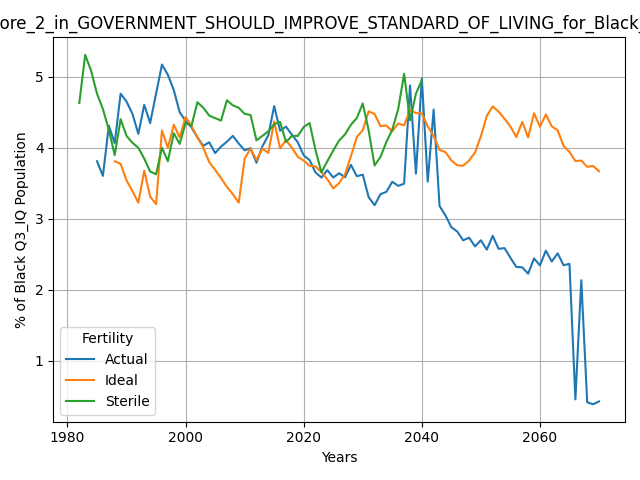 ore_2_in_GOVERNMENT_SHOULD_IMPROVE_STANDARD_OF_LIVING_for_Black_
% of Black Q3_IQ Population
5
4
3
2
1
Fertility
Actual
Ideal
Sterile
1980 2000 2020 2040 2060
Years